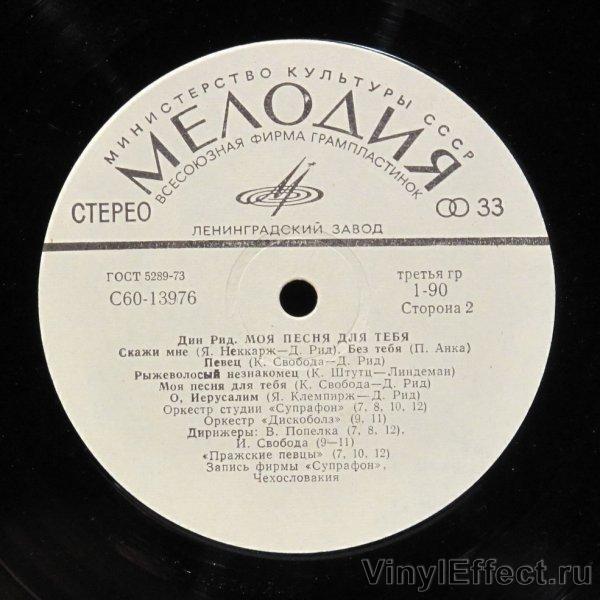 МИНИСТЕРСТВО КУЛЬТУРЫ СССР
МЕЛОДИЯ
ВСЕСОЮЗНАЯ ФИРМА ГРАМПЛАСТИНОК
СТЕРЕО
33
ЛЕНИНГРАДСКИЙ ЗАВОД
ГОСТ 5289-73
третья гр
С60-13976
1-90
Сторона 2
Дин Рид. МОЯ ПЕСНЯ ДЛЯ ТЕБЯ
Скажи мне (Я. Неккарж—Д. Рид). Без тебя (П. Анка)
Певец (К. Свобода—Д. Рид)
Рыжеволосый незнакомец (К. Штутц—Линдеман)
Моя песня для тебя (К. Свобода—Д. Рид)
О, Иерусалим (Я. Клемпирж—Д. Рид)
Оркестр студии «Супрафон» (7, 8, 10, 12)
Оркестр «Дискоболз» (9, 11)
Дирижеры: В. Попелка (7, 8, 12),
И. Свобода (9—11)
«Пражские певцы» (7, 10, 12)
Запись фирмы «Супрафон»,
Чехословакия
VinylEffect.ru